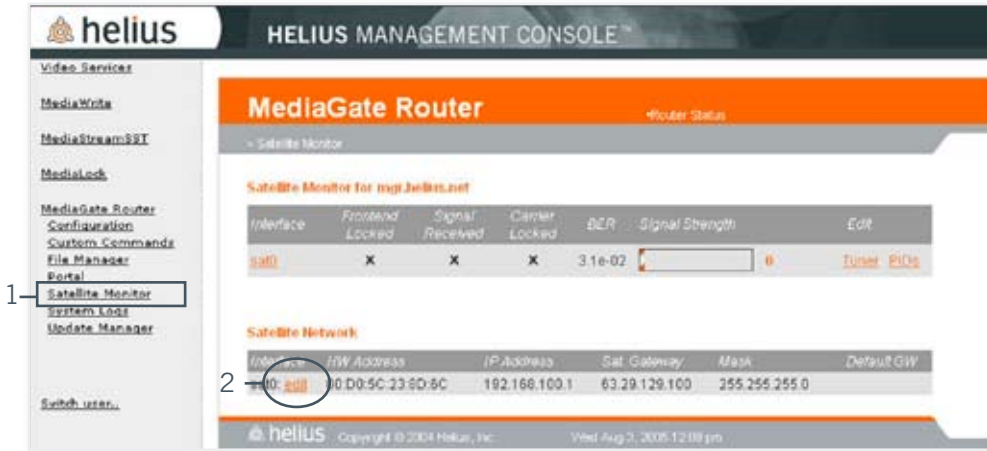 helius
HELIUS MANAGEMENT CONSOLE™
Video Services
MediaWrite
MediaStreamSST
MediaLock
MediaGate Router
Configuration
Custom Commands
File Manager
Portal
1 Satellite Monitor
System Logs
Update Manager
Switch user..
MediaGate Router
•Router Status
» Satellite Monitor
Satellite Monitor for mgr.helius.net
Interface Frontend Locked Signal Received Carrier Locked BER Signal Strength Edit
sat0 X X X 3.1e-02 0 Tuner PIDs
Satellite Network
Interface HW Address IP Address Sat. Gateway Mask Default GW
2 sat0: edit 00:D0:5C:23:6D:6C 192.168.100.1 63.29.129.100 255.255.255.0
helius Copyright © 2004 Helius, Inc. Wed Aug 3, 2005 12:08 pm